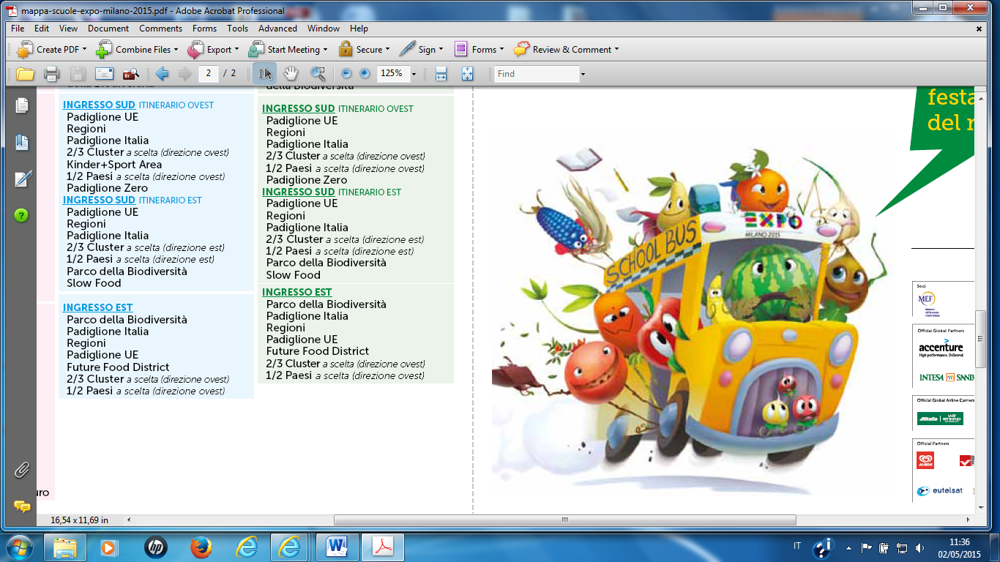 mappa-scuole-expo-milano-2015.pdf - Adobe Acrobat Professional
File Edit View Document Comments Forms Tools Advanced Window Help
Create PDF Combine Files Export Start Meeting Secure Sign Forms Review & Comment
2 / 2 125% Find
della Biodiversità
INGRESSO SUD ITINERARIO OVEST
Padiglione UE
Regioni
Padiglione Italia
2/3 Cluster a scelta (direzione ovest)
Kinder+Sport Area
1/2 Paesi a scelta (direzione ovest)
Padiglione Zero
INGRESSO SUD ITINERARIO EST
Padiglione UE
Regioni
Padiglione Italia
2/3 Cluster a scelta (direzione est)
1/2 Paesi a scelta (direzione est)
Parco della Biodiversità
Slow Food
INGRESSO EST
Parco della Biodiversità
Padiglione Italia
Regioni
Padiglione UE
Future Food District
2/3 Cluster a scelta (direzione ovest)
1/2 Paesi a scelta (direzione ovest)
uro
della Biodiversità
INGRESSO SUD ITINERARIO OVEST
Padiglione UE
Regioni
Padiglione Italia
2/3 Cluster a scelta (direzione ovest)
1/2 Paesi a scelta (direzione ovest)
Padiglione Zero
INGRESSO SUD ITINERARIO EST
Padiglione UE
Regioni
Padiglione Italia
2/3 Cluster a scelta (direzione est)
1/2 Paesi a scelta (direzione est)
Parco della Biodiversità
Slow Food
INGRESSO EST
Parco della Biodiversità
Padiglione Italia
Regioni
Padiglione UE
Future Food District
2/3 Cluster a scelta (direzione ovest)
1/2 Paesi a scelta (direzione ovest)
festa
del
EXPO
MILANO 2015
SCHOOL BUS
Soci
MEF
Official Global Partners
accenture
High performance. Delivered.
INTESA SANP
Official Global Airline Carriers
Alitalia ETIHAD
Official Partners
ALGIDA
eutelsat
16,54 x 11,69 in
IT
11:36
02/05/2015